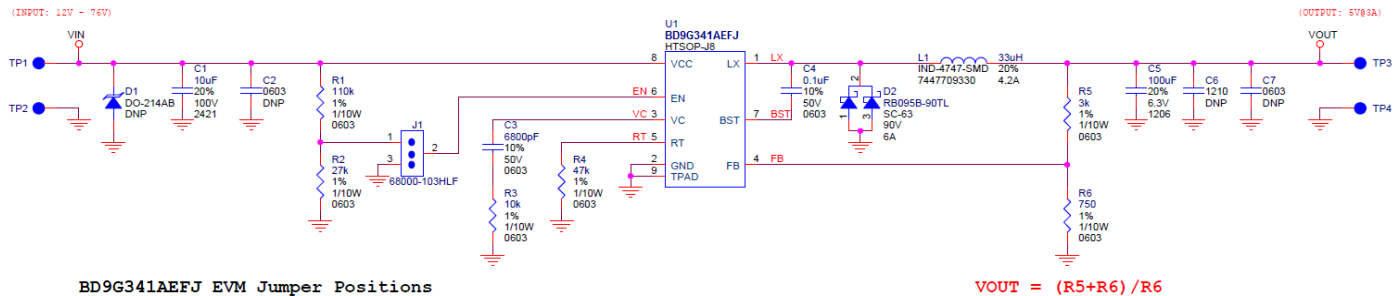 (INPUT: 12V - 76V)
(OUTPUT: 5V@3A)
VIN
VOUT
TP1
TP2
TP3
TP4
D1
DO-214AB
DNP
C1
10uF
20%
100V
2421
C2
0603
DNP
R1
110k
1%
1/10W
0603
R2
27k
1%
1/10W
0603
J1
1
2
3
68000-103HLF
EN
VC
RT
6
3
5
2
9
8
C3
6800pF
10%
50V
0603
R3
10k
1%
1/10W
0603
R4
47k
1%
1/10W
0603
U1
BD9G341AEFJ
HTSOP-J8
VCC
EN
VC
RT
GND
TPAD
LX
BST
FB
1
7
4
LX
BST
FB
C4
0.1uF
10%
50V
0603
2
1
3
D2
RB095B-90TL
SC-63
90V
6A
L1
IND-4747-SMD
7447709330
33uH
20%
4.2A
R5
3k
1%
1/10W
0603
R6
750
1%
1/10W
0603
C5
100uF
20%
6.3V
1206
C6
1210
DNP
C7
0603
DNP
BD9G341AEFJ EVM Jumper Positions
VOUT = (R5+R6)/R6